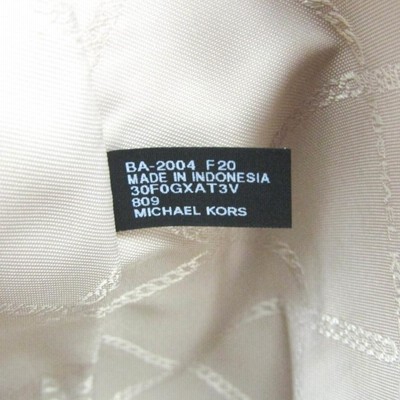 BA-2004 F20
MADE IN INDONESIA
30F0GXAT3V
809
MICHAEL KORS